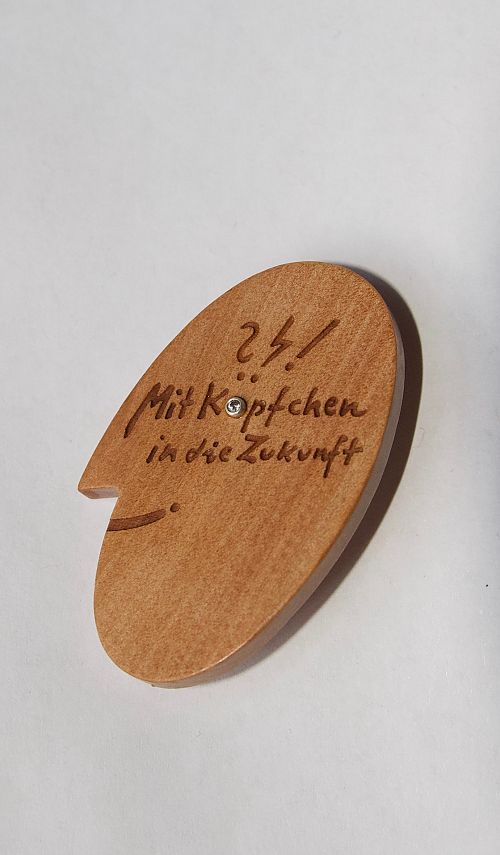 ? ϟ !
Mit Köpfchen
in die Zukunft